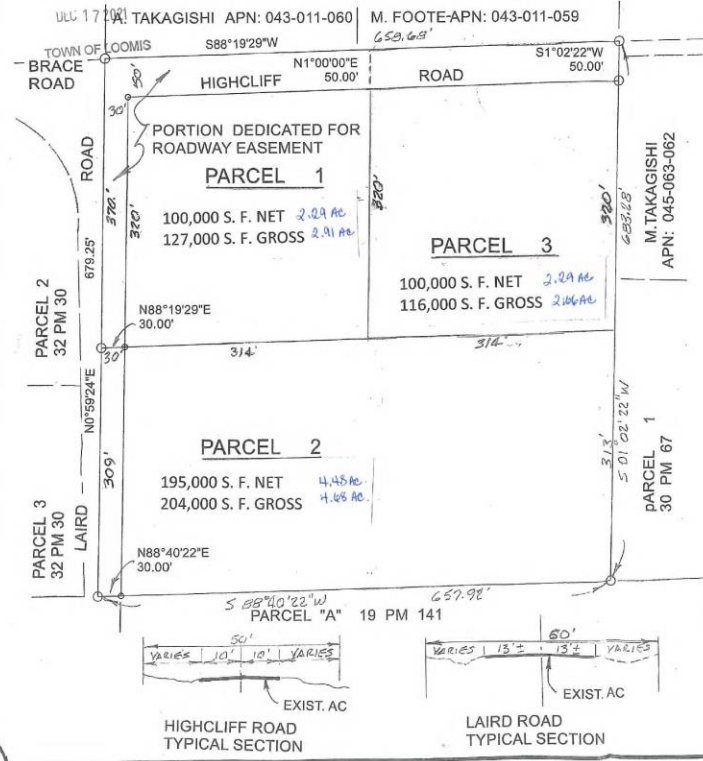 DEC 17 2021
A. TAKAGISHI APN: 043-011-060
M. FOOTE-APN: 043-011-059
TOWN OF LOOMIS
S88°19'29"W
658.68'
BRACE
ROAD
50'
N1°00'00"E
50.00'
S1°02'22"W
50.00'
HIGHCLIFF
ROAD
30'
PORTION DEDICATED FOR
ROADWAY EASEMENT
ROAD
PARCEL 1
370'
320'
320'
320'
683.28'
M.TAKAGISHI
APN: 045-063-062
100,000 S. F. NET 2.29 AC
127,000 S. F. GROSS 2.91 AC
PARCEL 3
679.25'
100,000 S. F. NET 2.29 AC
116,000 S. F. GROSS 2.66 AC
PARCEL 2
32 PM 30
N88°19'29"E
30.00'
30'
314'
314'
N0°59'24"E
PARCEL 2
309'
313'
S 01°02'22"W
pARCEL 1
30 PM 67
195,000 S. F. NET 4.48 AC
204,000 S. F. GROSS 4.68 AC
PARCEL 3
32 PM 30
LAIRD
N88°40'22"E
30.00'
S 88°40'22"W
657.92'
PARCEL "A" 19 PM 141
50'
VARIES 10' 10' VARIES
EXIST. AC
HIGHCLIFF ROAD
TYPICAL SECTION
60'
VARIES 13'± 13'± VARIES
EXIST. AC
LAIRD ROAD
TYPICAL SECTION